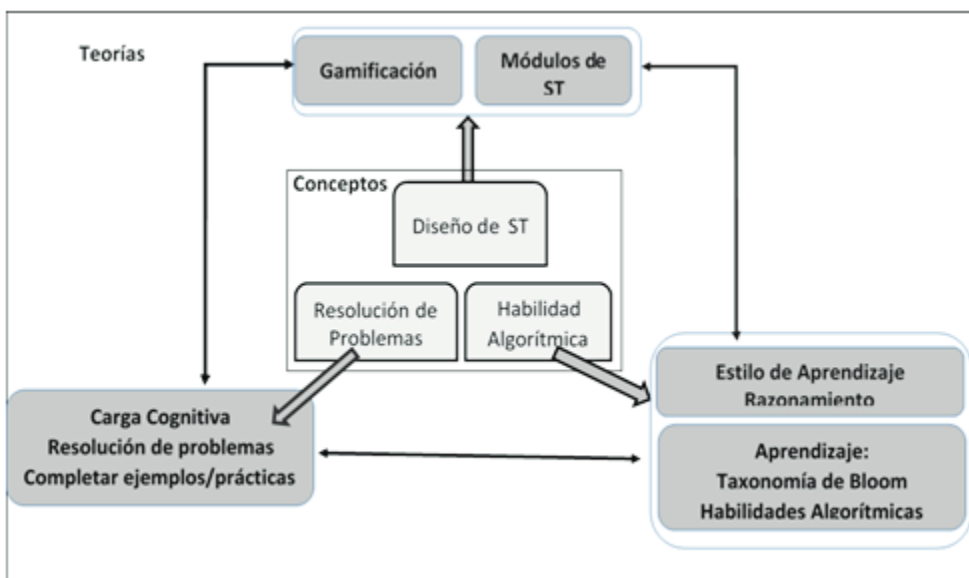 Teorías
Gamificación
Módulos de
ST
Conceptos
Diseño de ST
Resolución de
Problemas
Habilidad
Algorítmica
Estilo de Aprendizaje
Razonamiento
Carga Cognitiva
Resolución de problemas
Completar ejemplos/prácticas
Aprendizaje:
Taxonomía de Bloom
Habilidades Algorítmicas